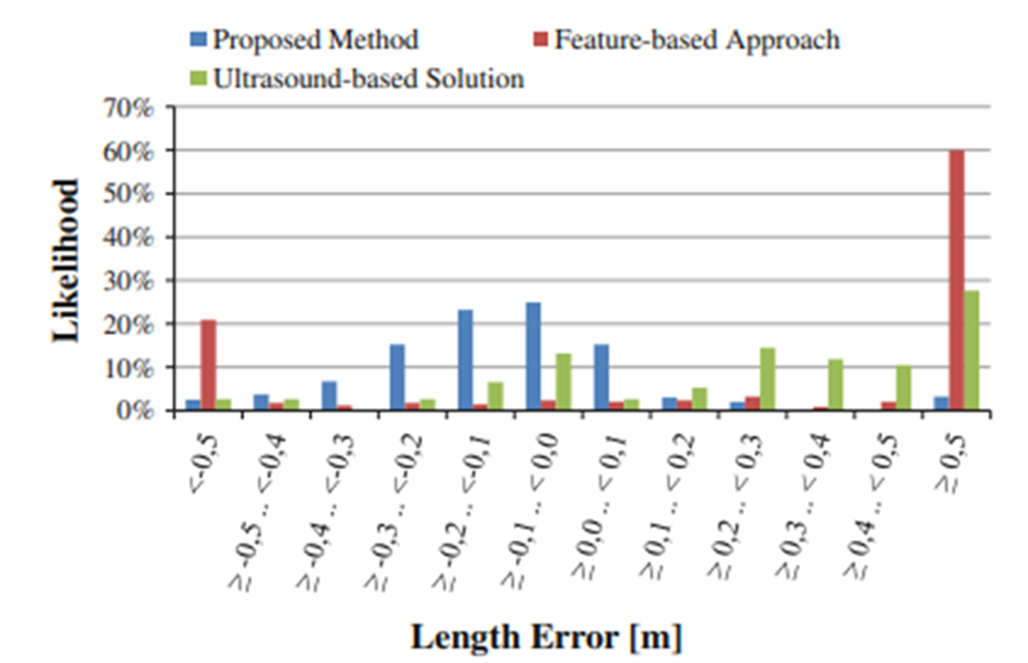 Proposed Method
Feature-based Approach
Ultrasound-based Solution
70%
60%
50%
40%
30%
20%
10%
0%
Likelihood
<-0,5
≥ -0,5 .. <-0,4
≥ -0,4 .. <-0,3
≥ -0,3 .. <-0,2
≥ -0,2 .. <-0,1
≥ -0,1 .. < 0,0
≥ 0,0 .. < 0,1
≥ 0,1 .. < 0,2
≥ 0,2 .. < 0,3
≥ 0,3 .. < 0,4
≥ 0,4 .. < 0,5
≥ 0,5
Length Error [m]